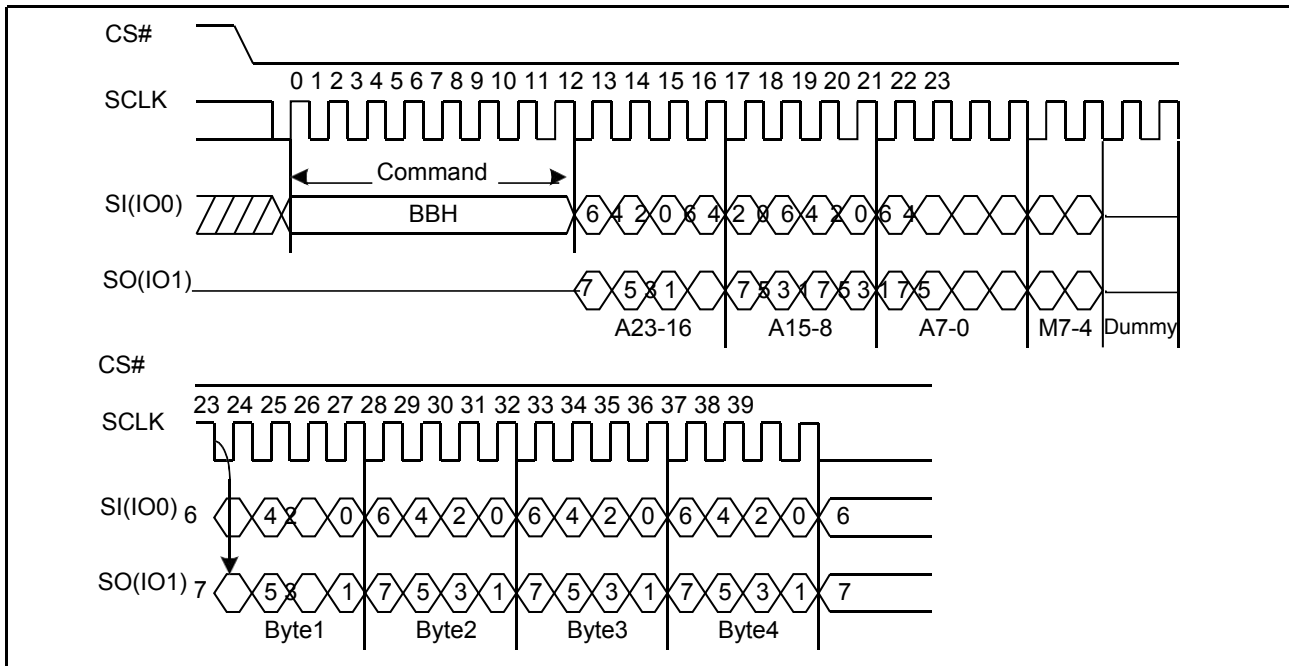 CS#
0 1 2 3 4 5 6 7 8 9 10 11 12 13 14 15 16 17 18 19 20 21 22 23
SCLK
Command
SI(IO0)
BBH
6 4 2 0 6 4 2 0 6 4 2 0 6 4
SO(IO1)
7 5 3 1 7 5 3 1 7 5 3 1 7 5
A23-16 A15-8 A7-0 M7-4 Dummy
CS#
23 24 25 26 27 28 29 30 31 32 33 34 35 36 37 38 39
SCLK
SI(IO0) 6 4 2 0 6 4 2 0 6 4 2 0 6 4 2 0 6
SO(IO1) 7 5 3 1 7 5 3 1 7 5 3 1 7 5 3 1 7
Byte1 Byte2 Byte3 Byte4